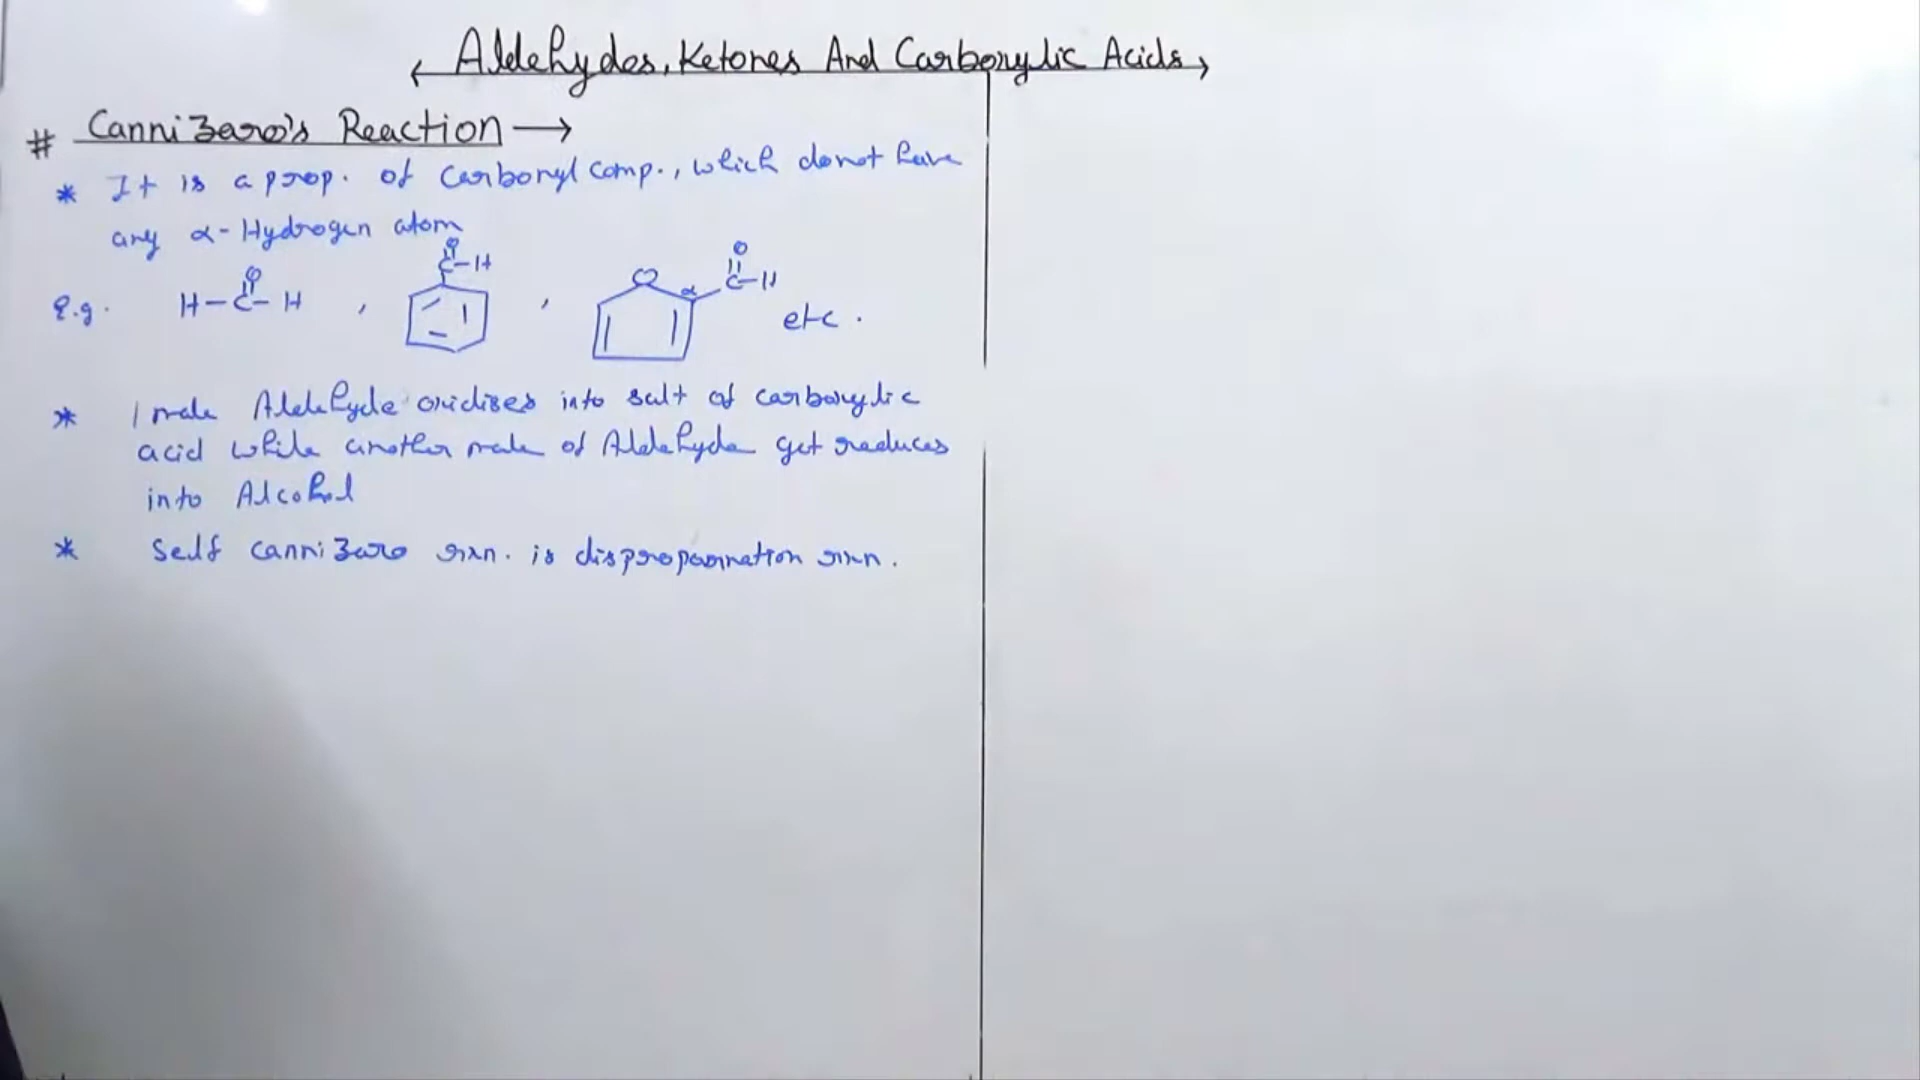 Aldehydes, Ketones And Carboxylic Acids
# Cannizaro's Reaction →
* It is a prop. of carbonyl comp., which donot have
any α-Hydrogen atom
e.g. H-C-H , C-H , α C-H etc.
O O O O
* 1 mole Aldehyde oxidises into salt of carboxylic
acid while another mole of Aldehyde get reduces
into Alcohol
* Self cannizaro rxn. is